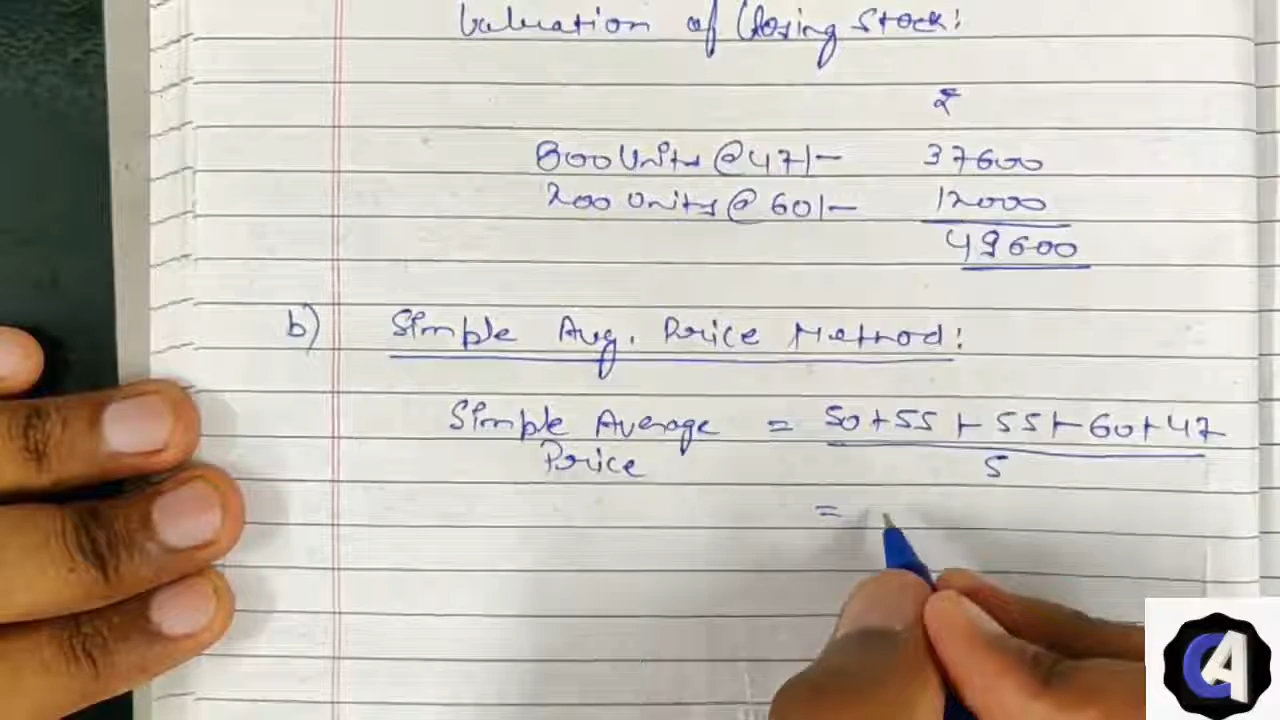 Valuation of Closing Stock:
₹
800 Units @ 47/- 37600
200 Units @ 60/- 12000
49600
b) Simple Avg. Price Method:
Simple Average = 50+55+55+60+47
Price 5
=
CA